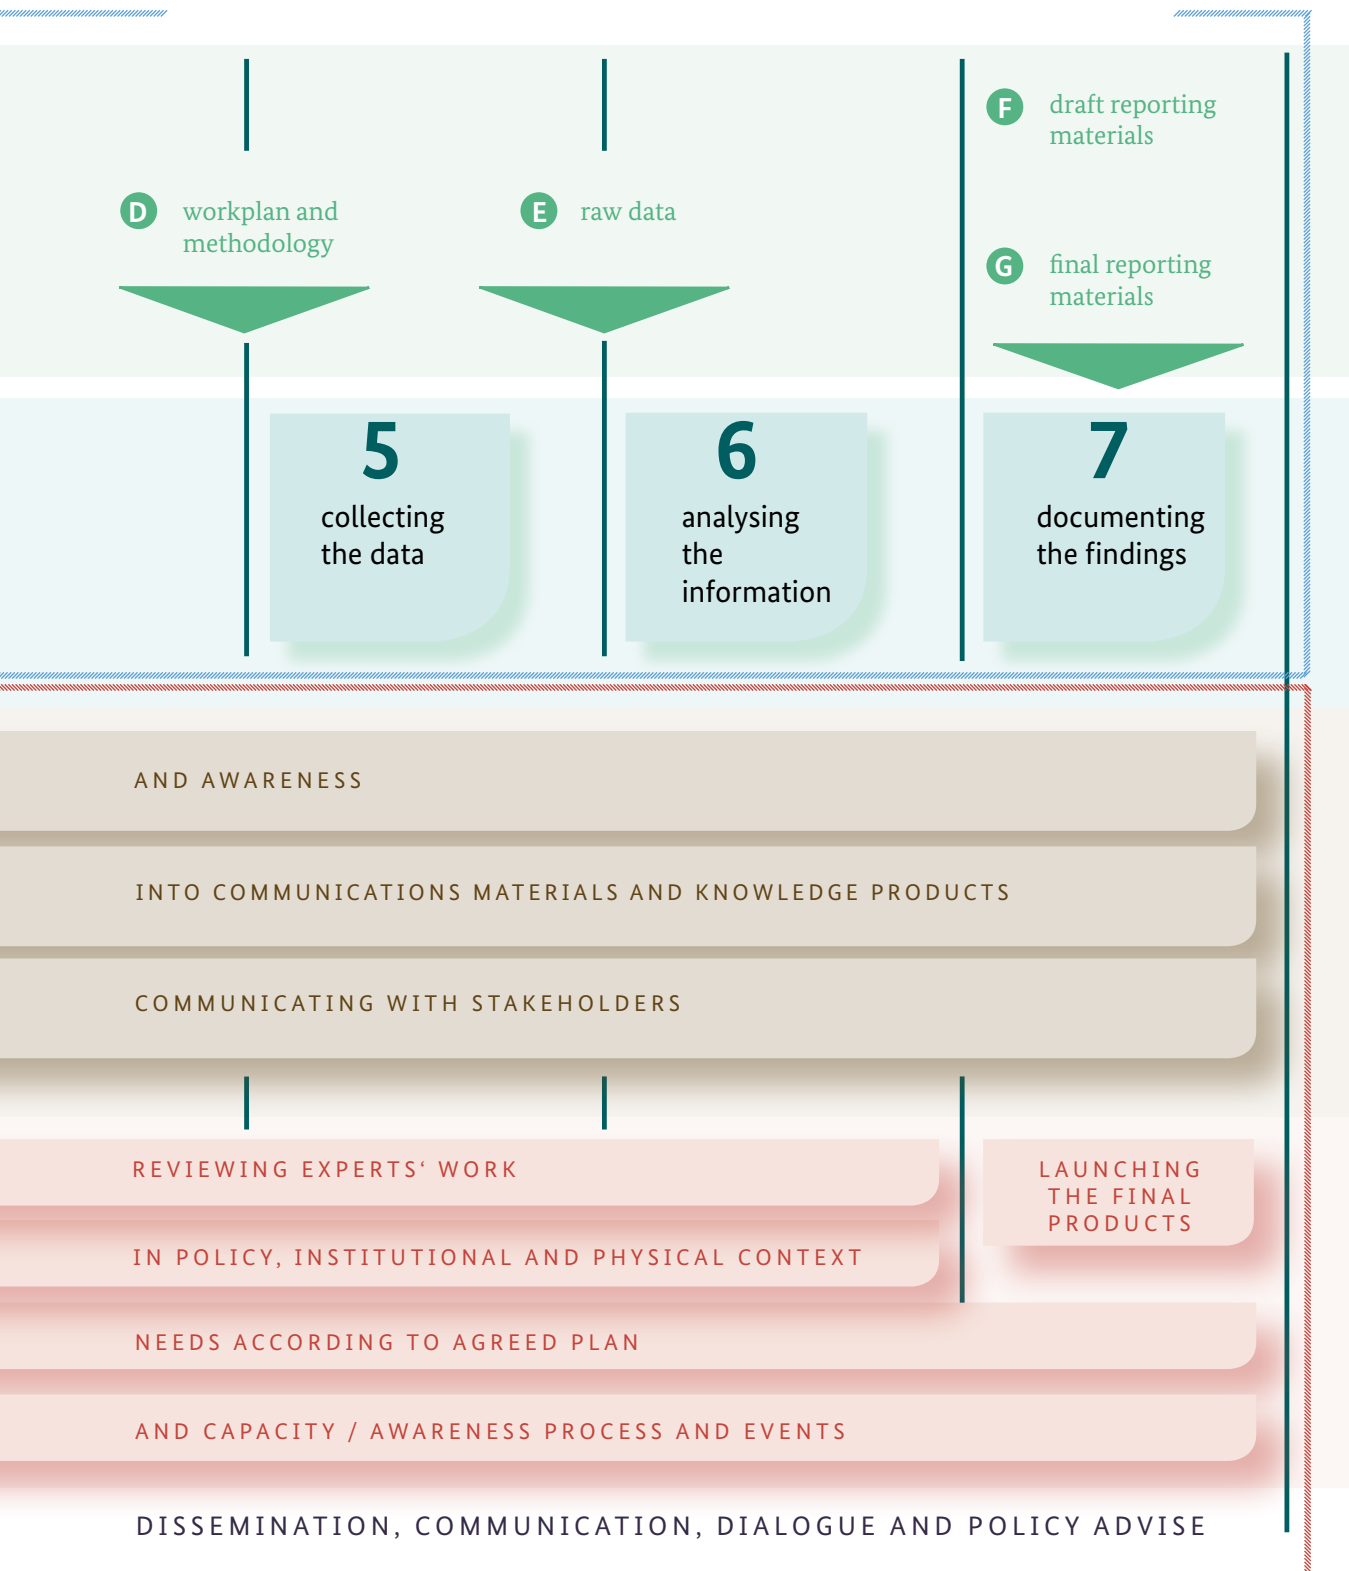 F
draft reporting
materials
D
workplan and
methodology
E
raw data
G
final reporting
materials
5
collecting
the data
6
analysing
the
information
7
documenting
the findings
AND AWARENESS
INTO COMMUNICATIONS MATERIALS AND KNOWLEDGE PRODUCTS
COMMUNICATING WITH STAKEHOLDERS
REVIEWING EXPERTS‘ WORK
LAUNCHING
THE FINAL
PRODUCTS
IN POLICY, INSTITUTIONAL AND PHYSICAL CONTEXT
NEEDS ACCORDING TO AGREED PLAN
AND CAPACITY / AWARENESS PROCESS AND EVENTS
DISSEMINATION, COMMUNICATION, DIALOGUE AND POLICY ADVISE